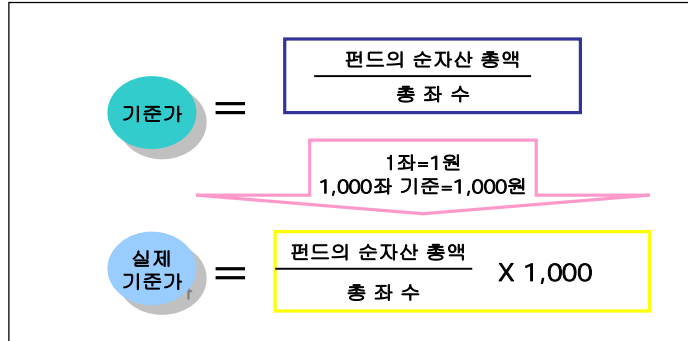 펀드의 순자산 총액
기준가 =
총 좌 수
1좌=1원
1,000좌 기준=1,000원
실제
기준가 =
펀드의 순자산 총액
X 1,000
총 좌 수
r